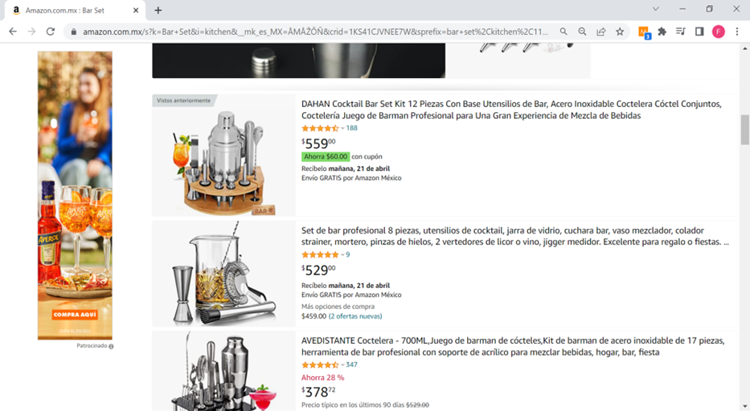 Amazon.com.mx : Bar Set
amazon.com.mx/s?k=Bar+Set&i=kitchen&__mk_es_MX=ÅMÅŽÕÑ&crid=1KS41CJVNEE7W&sprefix=bar+set%2Ckitchen%2C11...
3
F
Vistos anteriormente
DAHAN Cocktail Bar Set Kit 12 Piezas Con Base Utensilios de Bar, Acero Inoxidable Coctelera Cóctel Conjuntos,
Coctelería Juego de Barman Profesional para Una Gran Experiencia de Mezcla de Bebidas
188
$559⁰⁰
Ahorra $60.00 con cupón
Recíbelo mañana, 21 de abril
Envío GRATIS por Amazon México
BAR
Set de bar profesional 8 piezas, utensilios de cocktail, jarra de vidrio, cuchara bar, vaso mezclador, colador
strainer, mortero, pinzas de hielos, 2 vertedores de licor o vino, jigger medidor. Excelente para regalo o fiestas. ...
9
$529⁰⁰
Recíbelo mañana, 21 de abril
Envío GRATIS por Amazon México
Más opciones de compra
$459.00 (2 ofertas nuevas)
AVEDISTANTE Coctelera - 700ML,Juego de barman de cócteles,Kit de barman de acero inoxidable de 17 piezas,
herramienta de bar profesional con soporte de acrílico para mezclar bebidas, hogar, bar, fiesta
347
Ahorra 28 %
$378⁷²
Precio típico en los últimos 90 días $529.00
APEROL
COMPRA AQUÍ
Patrocinado